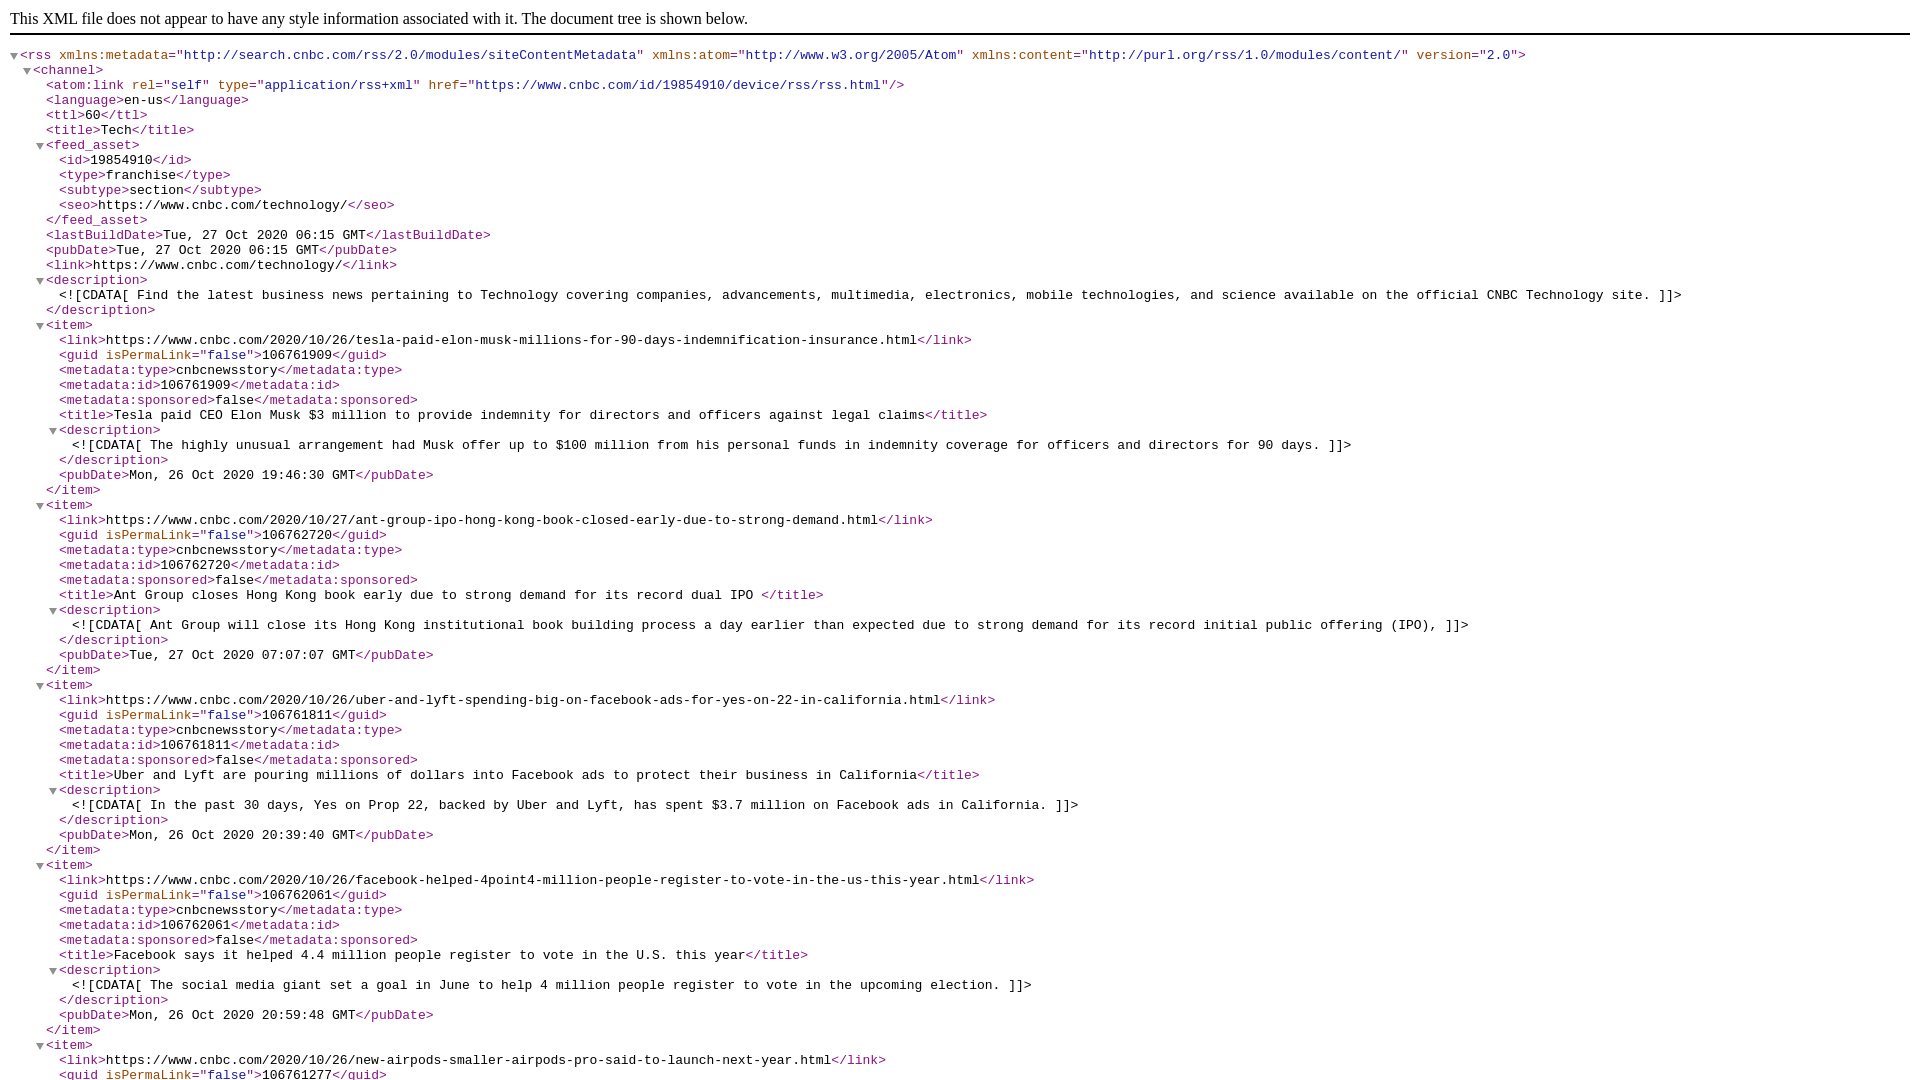 This XML file does not appear to have any style information associated with it. The document tree is shown below.
<rss xmlns:metadata="http://search.cnbc.com/rss/2.0/modules/siteContentMetadata" xmlns:atom="http://www.w3.org/2005/Atom" xmlns:content="http://purl.org/rss/1.0/modules/content/" version="2.0">
<channel>
<atom:link rel="self" type="application/rss+xml" href="https://www.cnbc.com/id/19854910/device/rss/rss.html"/>
<language>en-us</language>
<ttl>60</ttl>
<title>Tech</title>
<feed_asset>
<id>19854910</id>
<type>franchise</type>
<subtype>section</subtype>
<seo>https://www.cnbc.com/technology/</seo>
</feed_asset>
<lastBuildDate>Tue, 27 Oct 2020 06:15 GMT</lastBuildDate>
<pubDate>Tue, 27 Oct 2020 06:15 GMT</pubDate>
<link>https://www.cnbc.com/technology/</link>
<description>
<![CDATA[ Find the latest business news pertaining to Technology covering companies, advancements, multimedia, electronics, mobile technologies, and science available on the official CNBC Technology site. ]]>
</description>
<item>
<link>https://www.cnbc.com/2020/10/26/tesla-paid-elon-musk-millions-for-90-days-indemnification-insurance.html</link>
<guid isPermaLink="false">106761909</guid>
<metadata:type>cnbcnewsstory</metadata:type>
<metadata:id>106761909</metadata:id>
<metadata:sponsored>false</metadata:sponsored>
<title>Tesla paid CEO Elon Musk $3 million to provide indemnity for directors and officers against legal claims</title>
<description>
<![CDATA[ The highly unusual arrangement had Musk offer up to $100 million from his personal funds in indemnity coverage for officers and directors for 90 days. ]]>
</description>
<pubDate>Mon, 26 Oct 2020 19:46:30 GMT</pubDate>
</item>
<item>
<link>https://www.cnbc.com/2020/10/27/ant-group-ipo-hong-kong-book-closed-early-due-to-strong-demand.html</link>
<guid isPermaLink="false">106762720</guid>
<metadata:type>cnbcnewsstory</metadata:type>
<metadata:id>106762720</metadata:id>
<metadata:sponsored>false</metadata:sponsored>
<title>Ant Group closes Hong Kong book early due to strong demand for its record dual IPO </title>
<description>
<![CDATA[ Ant Group will close its Hong Kong institutional book building process a day earlier than expected due to strong demand for its record initial public offering (IPO), ]]>
</description>
<pubDate>Tue, 27 Oct 2020 07:07:07 GMT</pubDate>
</item>
<item>
<link>https://www.cnbc.com/2020/10/26/uber-and-lyft-spending-big-on-facebook-ads-for-yes-on-22-in-california.html</link>
<guid isPermaLink="false">106761811</guid>
<metadata:type>cnbcnewsstory</metadata:type>
<metadata:id>106761811</metadata:id>
<metadata:sponsored>false</metadata:sponsored>
<title>Uber and Lyft are pouring millions of dollars into Facebook ads to protect their business in California</title>
<description>
<![CDATA[ In the past 30 days, Yes on Prop 22, backed by Uber and Lyft, has spent $3.7 million on Facebook ads in California. ]]>
</description>
<pubDate>Mon, 26 Oct 2020 20:39:40 GMT</pubDate>
</item>
<item>
<link>https://www.cnbc.com/2020/10/26/facebook-helped-4point4-million-people-register-to-vote-in-the-us-this-year.html</link>
<guid isPermaLink="false">106762061</guid>
<metadata:type>cnbcnewsstory</metadata:type>
<metadata:id>106762061</metadata:id>
<metadata:sponsored>false</metadata:sponsored>
<title>Facebook says it helped 4.4 million people register to vote in the U.S. this year</title>
<description>
<![CDATA[ The social media giant set a goal in June to help 4 million people register to vote in the upcoming election. ]]>
</description>
<pubDate>Mon, 26 Oct 2020 20:59:48 GMT</pubDate>
</item>
<item>
<link>https://www.cnbc.com/2020/10/26/new-airpods-smaller-airpods-pro-said-to-launch-next-year.html</link>
<guid isPermaLink="false">106761277</guid>